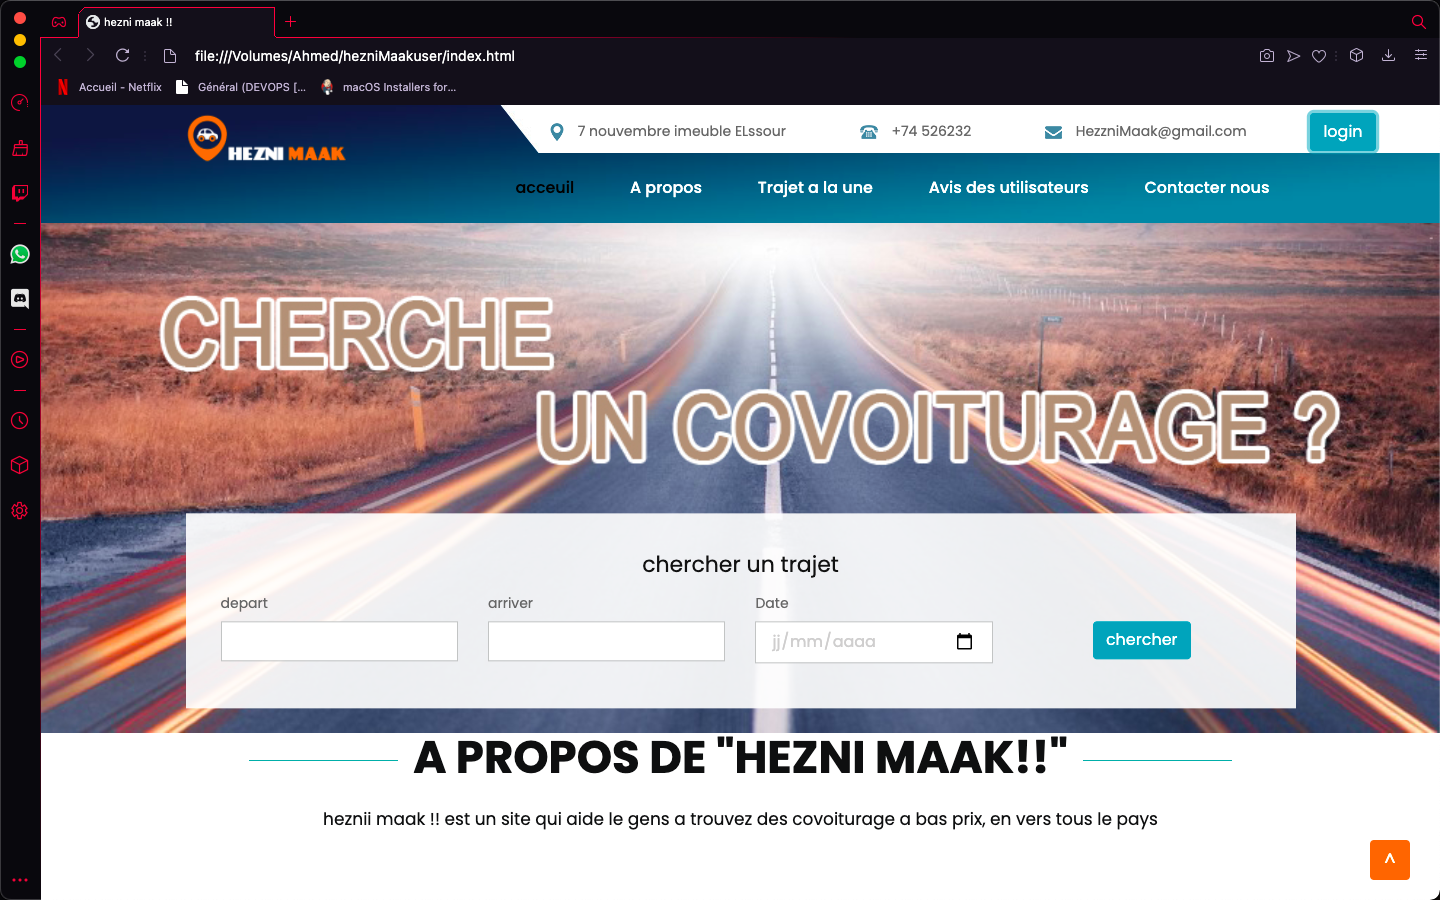 hezni maak !!
file:///Volumes/Ahmed/hezniMaakuser/index.html
Accueil - Netflix Général (DEVOPS [... macOS Installers for...
HEZNI MAAK
7 nouvembre imeuble ELssour +74 526232 HezzniMaak@gmail.com login
acceuil A propos Trajet a la une Avis des utilisateurs Contacter nous
CHERCHE
UN COVOITURAGE ?
chercher un trajet
depart arriver Date
jj/mm/aaaa chercher
A PROPOS DE "HEZNI MAAK!!"
heznii maak !! est un site qui aide le gens a trouvez des covoiturage a bas prix, en vers tous le pays
^